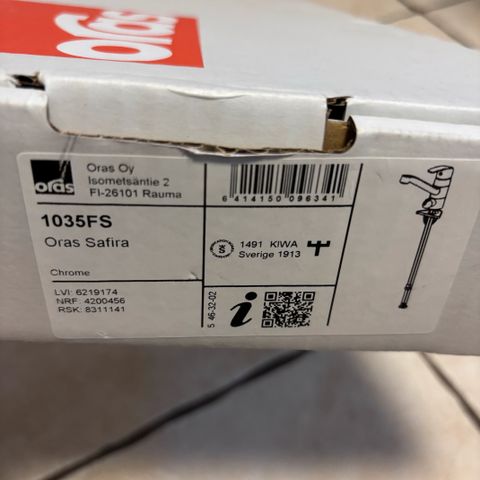 oras
oras
Oras Oy
Isometsäntie 2
FI-26101 Rauma
6 414150 096341
1035FS
Oras Safira
1491 KIWA
Sverige 1913
Chrome
LVI: 6219174
NRF: 4200456
RSK: 8311141
5 46-32-02
i